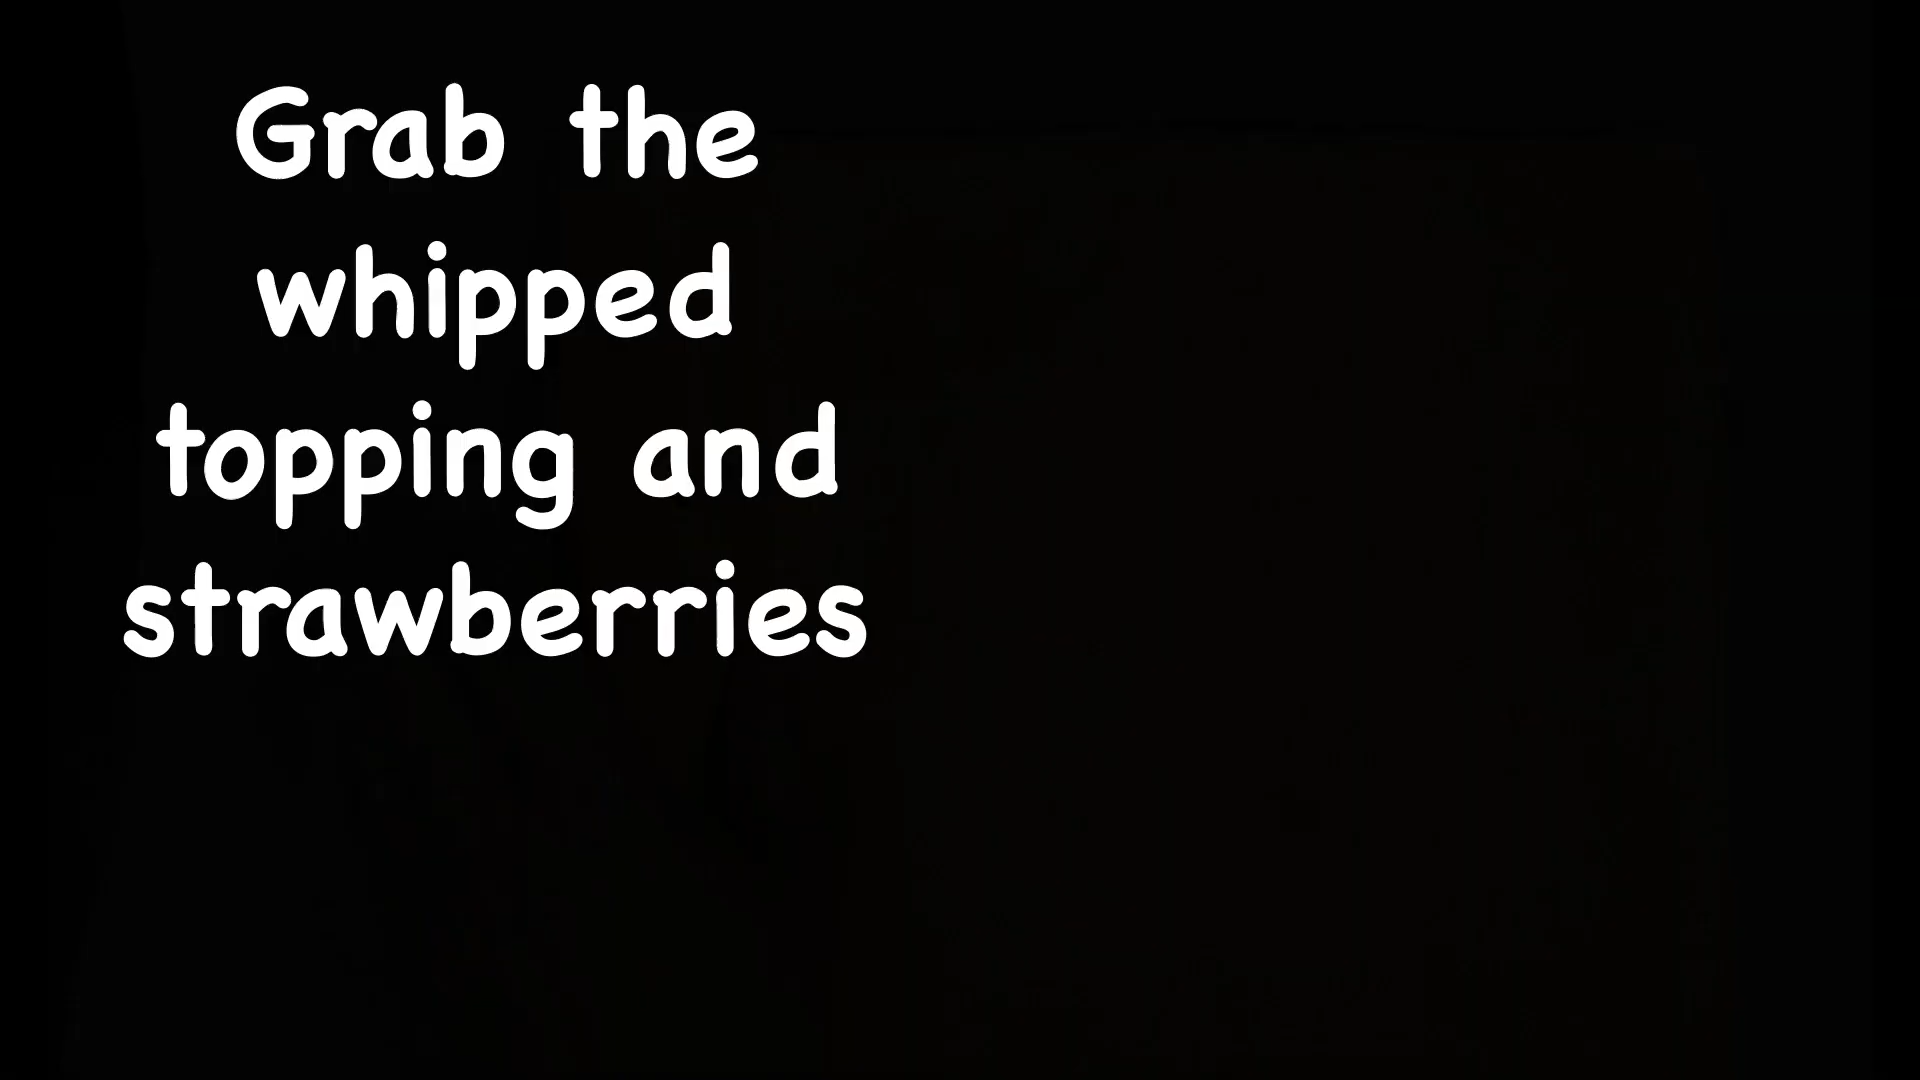 Grab the
whipped
topping and
strawberries